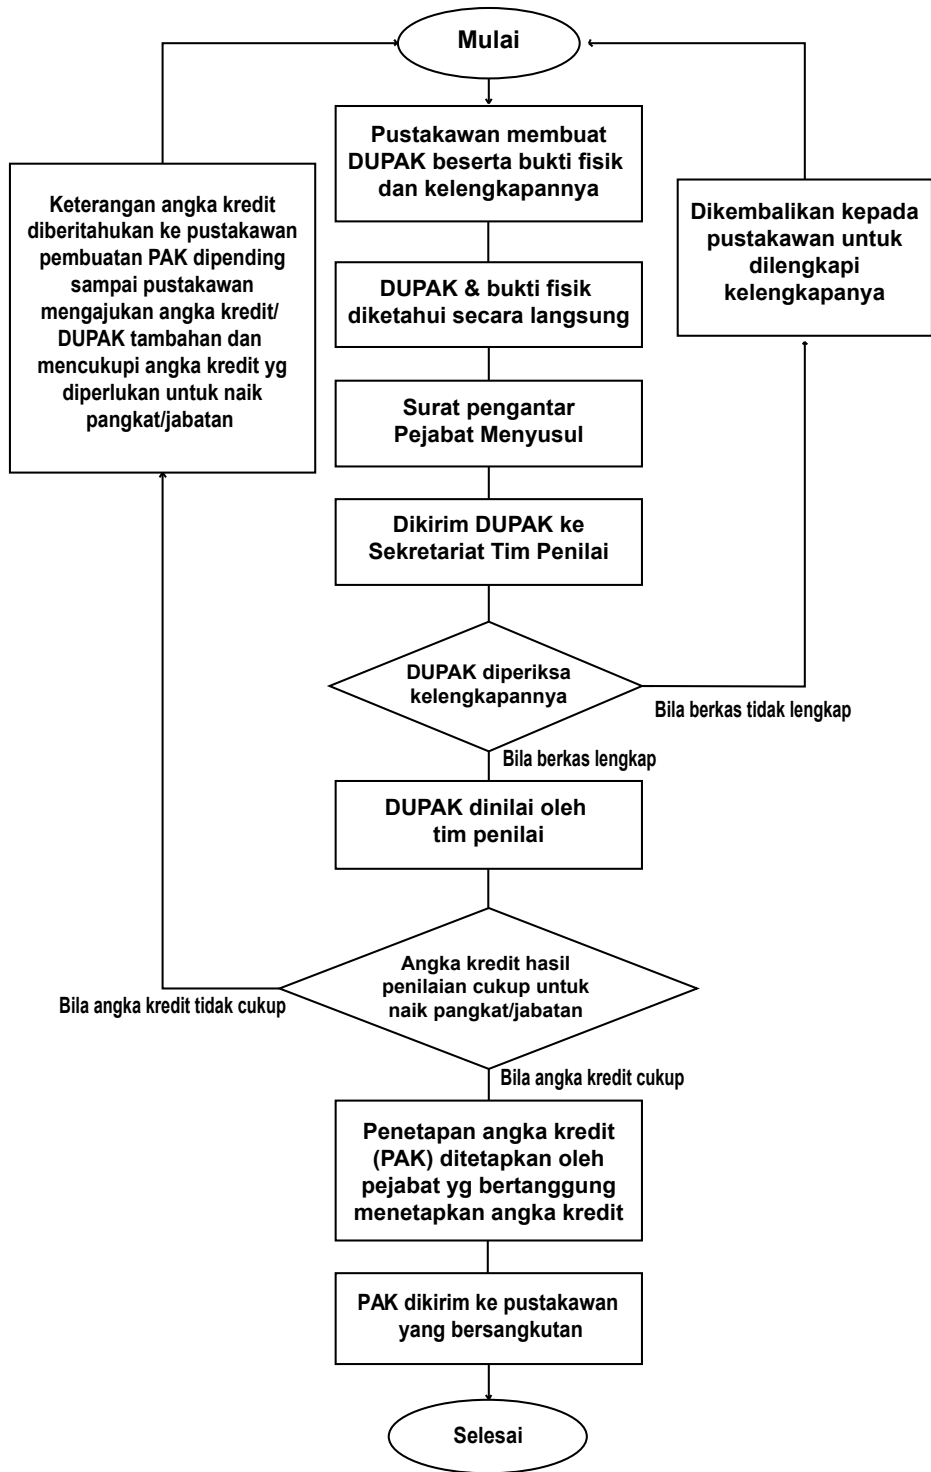 Mulai
Pustakawan membuat
DUPAK beserta bukti fisik
dan kelengkapannya
Keterangan angka kredit
diberitahukan ke pustakawan
pembuatan PAK dipending
sampai pustakawan
mengajukan angka kredit/
DUPAK tambahan dan
mencukupi angka kredit yg
diperlukan untuk naik
pangkat/jabatan
Dikembalikan kepada
pustakawan untuk
dilengkapi
kelengkapanya
DUPAK & bukti fisik
diketahui secara langsung
Surat pengantar
Pejabat Menyusul
Dikirim DUPAK ke
Sekretariat Tim Penilai
DUPAK diperiksa
kelengkapannya
Bila berkas tidak lengkap
Bila berkas lengkap
DUPAK dinilai oleh
tim penilai
Angka kredit hasil
penilaian cukup untuk
naik pangkat/jabatan
Bila angka kredit tidak cukup
Bila angka kredit cukup
Penetapan angka kredit
(PAK) ditetapkan oleh
pejabat yg bertanggung
menetapkan angka kredit
PAK dikirim ke pustakawan
yang bersangkutan
Selesai